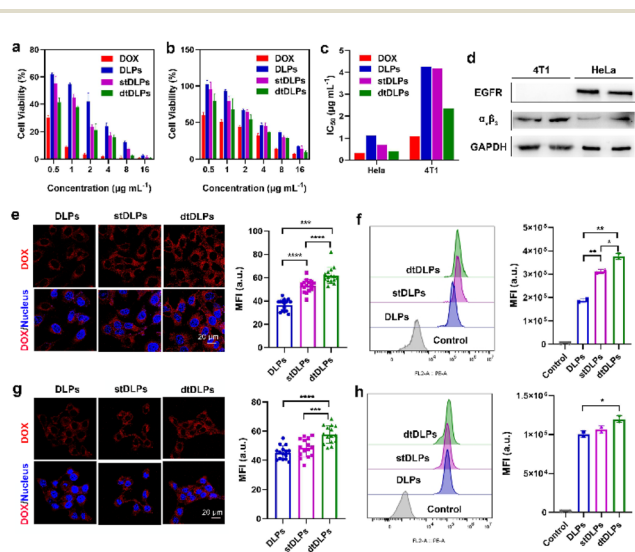 a
Cell Viability (%)
80
60
40
20
0
DOX
DLPs
stDLPs
dtDLPs
0.5 1 2 4 8 16
Concentration (μg mL⁻¹)
b
Cell Viability (%)
150
100
50
0
DOX
DLPs
stDLPs
dtDLPs
0.5 1 2 4 8 16
Concentration (μg mL⁻¹)
c
IC₅₀ (μg mL⁻¹)
5
4
3
2
1
0
DOX
DLPs
stDLPs
dtDLPs
Hela 4T1
d
4T1 HeLa
EGFR
αᵥβ₃
GAPDH
e
DLPs stDLPs dtDLPs
DOX
DOX/Nucleus
20 μm
MFI (a.u.)
100
80
60
40
20
0
***
****
****
DLPs
stDLPs
dtDLPs
f
dtDLPs
stDLPs
DLPs
Control
FL2-A :: PE-A
MFI (a.u.)
5×10⁵
4×10⁵
3×10⁵
2×10⁵
1×10⁵
0
**
**
*
Control
DLPs
stDLPs
dtDLPs
g
DLPs stDLPs dtDLPs
DOX
DOX/Nucleus
20 μm
MFI (a.u.)
80
60
40
20
0
****
***
DLPs
stDLPs
dtDLPs
h
dtDLPs
stDLPs
DLPs
Control
FL2-A :: PE-A
MFI (a.u.)
1.5×10⁶
1.0×10⁶
5.0×10⁵
0
*
Control
DLPs
stDLPs
dtDLPs